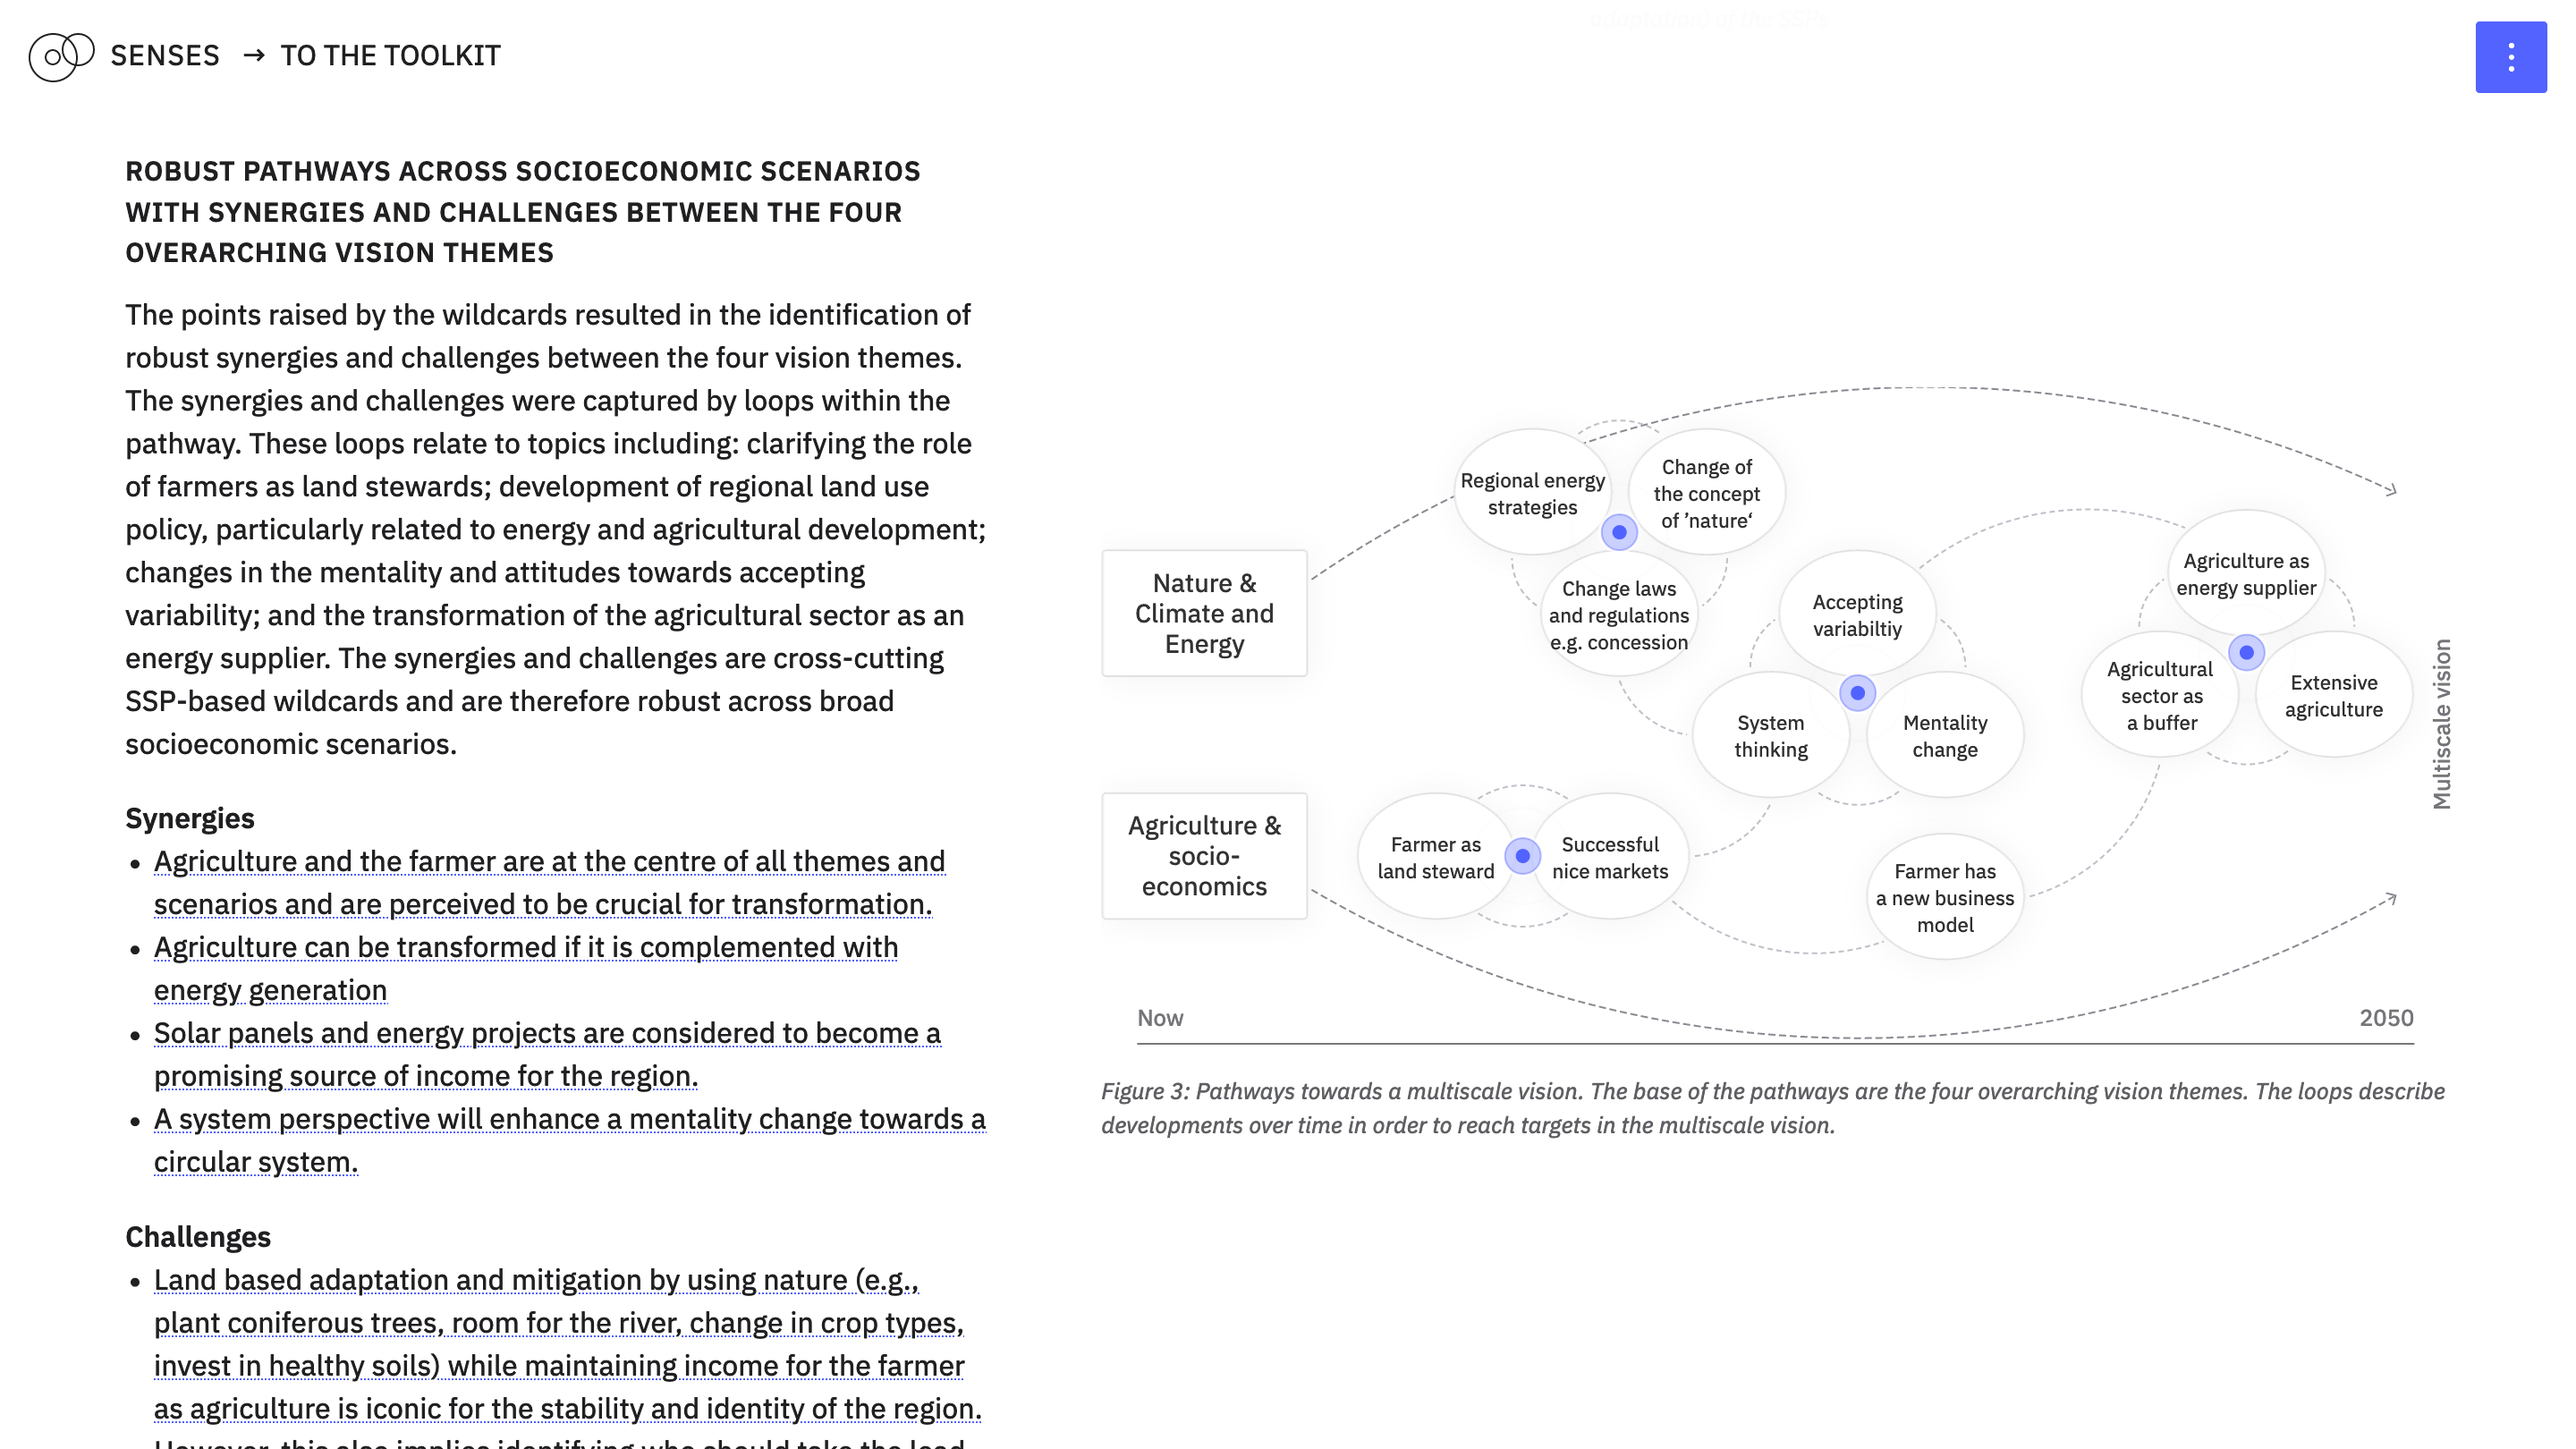 adaptation) of the SSPs
SENSES → TO THE TOOLKIT
ROBUST PATHWAYS ACROSS SOCIOECONOMIC SCENARIOS
WITH SYNERGIES AND CHALLENGES BETWEEN THE FOUR
OVERARCHING VISION THEMES
The points raised by the wildcards resulted in the identification of
robust synergies and challenges between the four vision themes.
The synergies and challenges were captured by loops within the
pathway. These loops relate to topics including: clarifying the role
of farmers as land stewards; development of regional land use
policy, particularly related to energy and agricultural development;
changes in the mentality and attitudes towards accepting
variability; and the transformation of the agricultural sector as an
energy supplier. The synergies and challenges are cross-cutting
SSP-based wildcards and are therefore robust across broad
socioeconomic scenarios.
Synergies
• Agriculture and the farmer are at the centre of all themes and
scenarios and are perceived to be crucial for transformation.
• Agriculture can be transformed if it is complemented with
energy generation
• Solar panels and energy projects are considered to become a
promising source of income for the region.
• A system perspective will enhance a mentality change towards a
circular system.
Challenges
• Land based adaptation and mitigation by using nature (e.g.,
plant coniferous trees, room for the river, change in crop types,
invest in healthy soils) while maintaining income for the farmer
as agriculture is iconic for the stability and identity of the region.
However, this also implies identifying who should take the lead
Nature &
Climate and
Energy
Agriculture &
socio-
economics
Regional energy
strategies
Change of
the concept
of ’nature‘
Change laws
and regulations
e.g. concession
Accepting
variabiltiy
System
thinking
Mentality
change
Agriculture as
energy supplier
Agricultural
sector as
a buffer
Extensive
agriculture
Farmer as
land steward
Successful
nice markets
Farmer has
a new business
model
Multiscale vision
Now
2050
Figure 3: Pathways towards a multiscale vision. The base of the pathways are the four overarching vision themes. The loops describe
developments over time in order to reach targets in the multiscale vision.